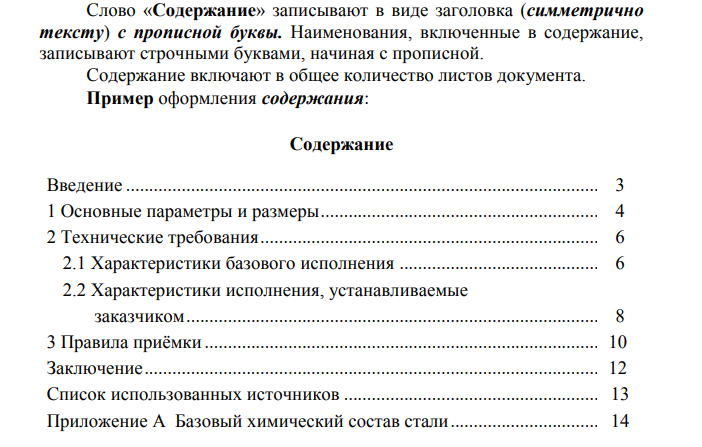 Слово «Содержание» записывают в виде заголовка (симметрично
тексту) с прописной буквы. Наименования, включенные в содержание,
записывают строчными буквами, начиная с прописной.
Содержание включают в общее количество листов документа.
Пример оформления содержания:
Содержание
Введение ........................................................................................ 3
1 Основные параметры и размеры.................................................... 4
2 Технические требования............................................................... 6
2.1 Характеристики базового исполнения ..................................... 6
2.2 Характеристики исполнения, устанавливаемые
заказчиком............................................................................. 8
3 Правила приёмки.......................................................................... 10
Заключение..................................................................................... 12
Список использованных источников ................................................ 13
Приложение А Базовый химический состав стали............................ 14